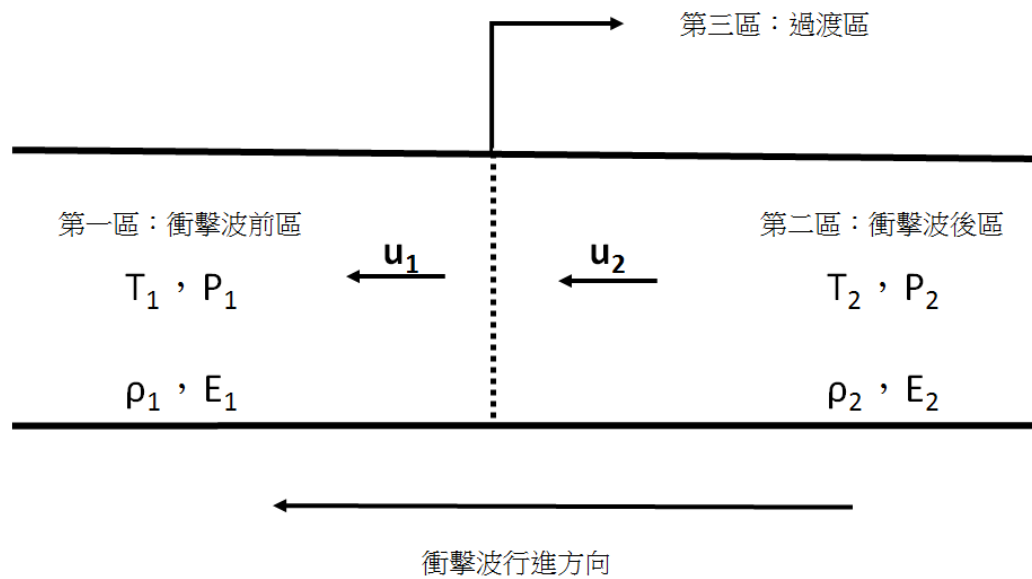 第三區：過渡區
第一區：衝擊波前區
第二區：衝擊波後區
u₁
u₂
T₁，P₁
T₂，P₂
ρ₁，E₁
ρ₂，E₂
衝擊波行進方向